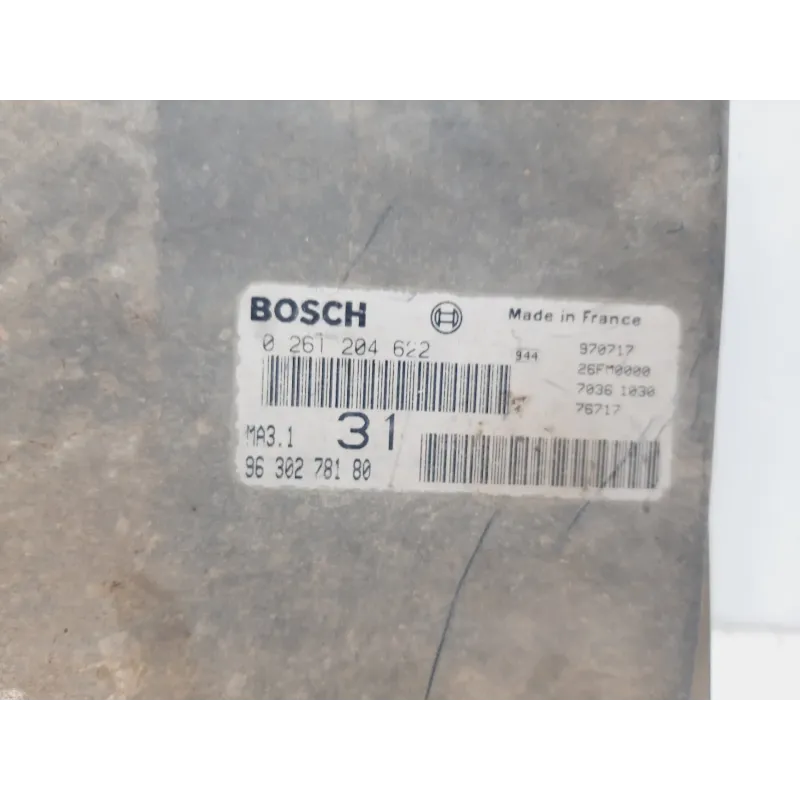 BOSCH
Made in France
0 261 204 622
944
970717
26FM0000
7036 1030
76717
MA3.1
31
96 302 781 80